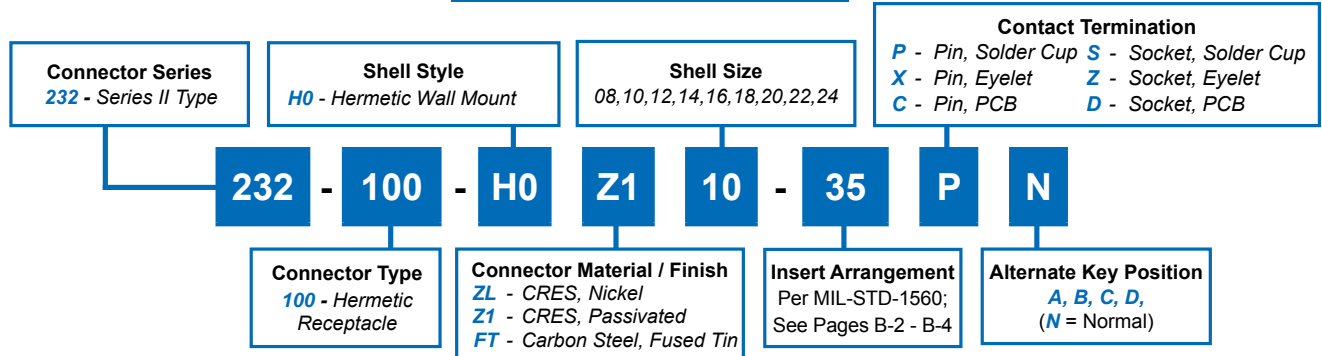 Connector Series
232 - Series II Type
Shell Style
H0 - Hermetic Wall Mount
Shell Size
08,10,12,14,16,18,20,22,24
Contact Termination
P - Pin, Solder Cup S - Socket, Solder Cup
X - Pin, Eyelet Z - Socket, Eyelet
C - Pin, PCB D - Socket, PCB
232 - 100 - H0 Z1 10 - 35 P N
Connector Type
100 - Hermetic
Receptacle
Connector Material / Finish
ZL - CRES, Nickel
Z1 - CRES, Passivated
FT - Carbon Steel, Fused Tin
Insert Arrangement
Per MIL-STD-1560;
See Pages B-2 - B-4
Alternate Key Position
A, B, C, D,
(N = Normal)